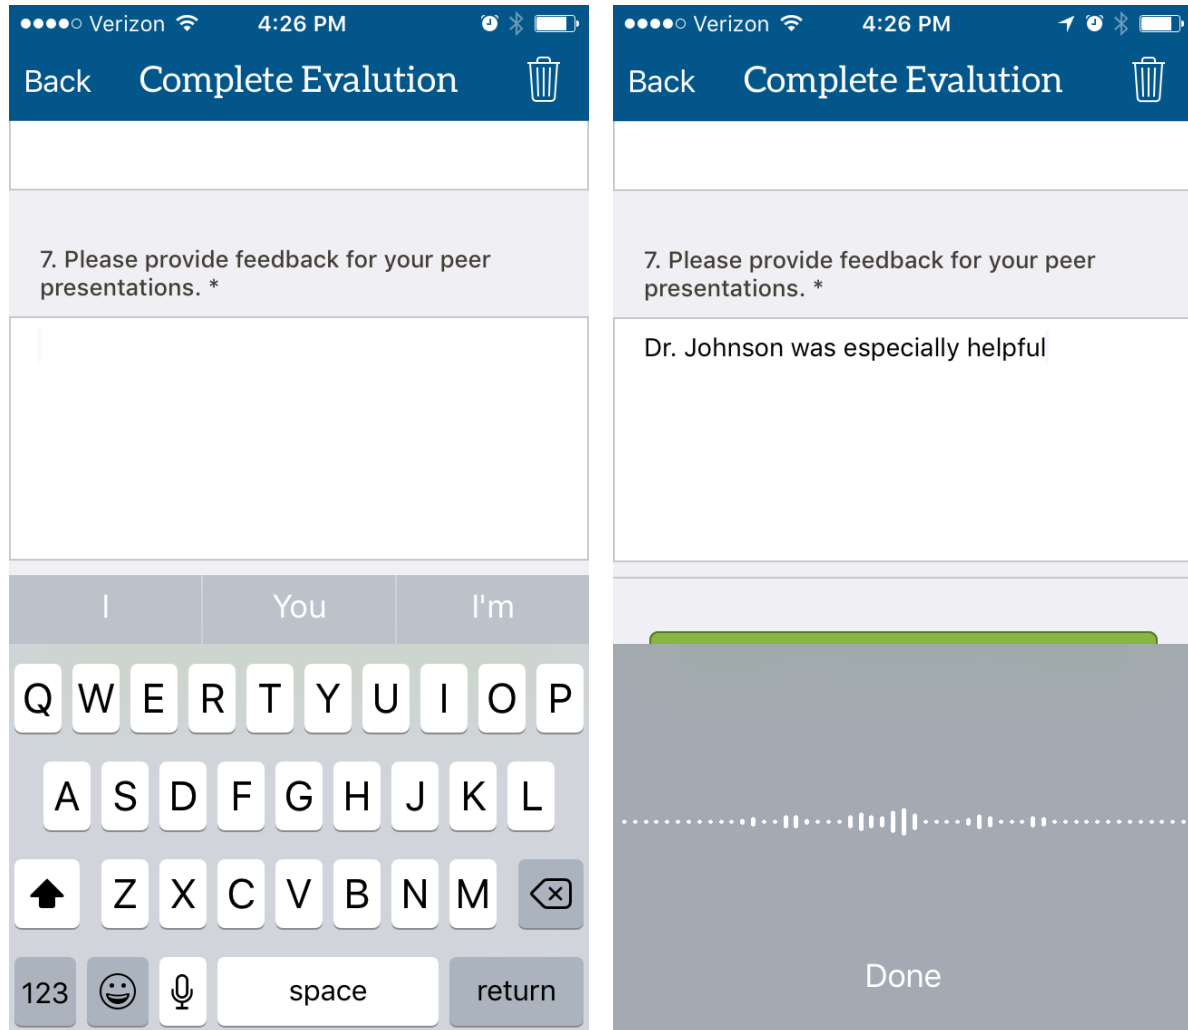 Verizon 4:26 PM
Back Complete Evalution
7. Please provide feedback for your peer
presentations. *
I You I'm
Q W E R T Y U I O P
A S D F G H J K L
Z X C V B N M
123 space return
Verizon 4:26 PM
Back Complete Evalution
7. Please provide feedback for your peer
presentations. *
Dr. Johnson was especially helpful
Done